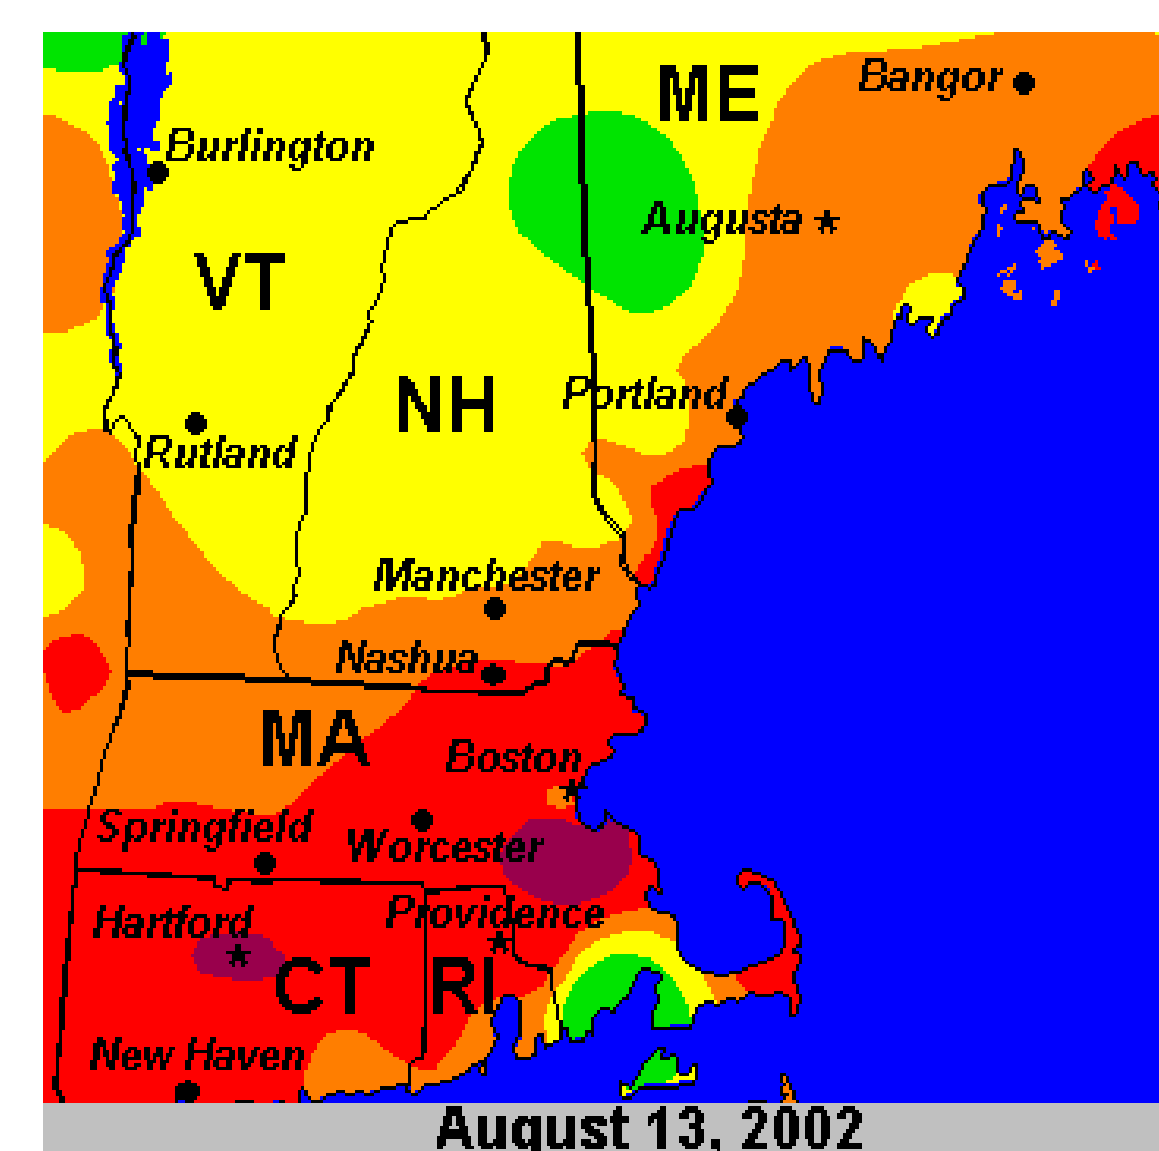 ME
Bangor
Burlington
Augusta
VT
NH
Portland
Rutland
Manchester
Nashua
MA
Boston
Springfield
Worcester
Hartford
Providence
CT
RI
New Haven
August 13, 2002